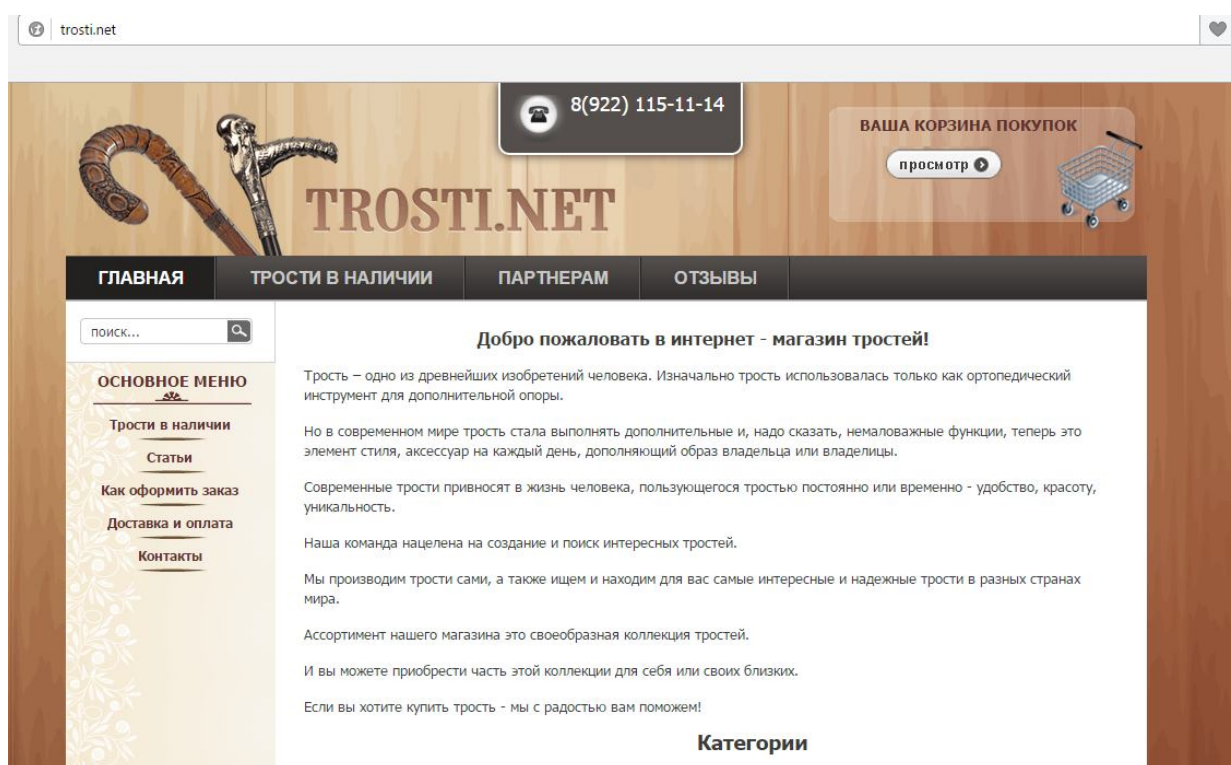 trosti.net
8(922) 115-11-14
ВАША КОРЗИНА ПОКУПОК
просмотр
TROSTI.NET
ГЛАВНАЯ
ТРОСТИ В НАЛИЧИИ
ПАРТНЕРАМ
ОТЗЫВЫ
поиск...
ОСНОВНОЕ МЕНЮ
Трости в наличии
Статьи
Как оформить заказ
Доставка и оплата
Контакты
Добро пожаловать в интернет - магазин тростей!
Трость – одно из древнейших изобретений человека. Изначально трость использовалась только как ортопедический
инструмент для дополнительной опоры.
Но в современном мире трость стала выполнять дополнительные и, надо сказать, немаловажные функции, теперь это
элемент стиля, аксессуар на каждый день, дополняющий образ владельца или владелицы.
Современные трости привносят в жизнь человека, пользующегося тростью постоянно или временно - удобство, красоту,
уникальность.
Наша команда нацелена на создание и поиск интересных тростей.
Мы производим трости сами, а также ищем и находим для вас самые интересные и надежные трости в разных странах
мира.
Ассортимент нашего магазина это своеобразная коллекция тростей.
И вы можете приобрести часть этой коллекции для себя или своих близких.
Если вы хотите купить трость - мы с радостью вам поможем!
Категории